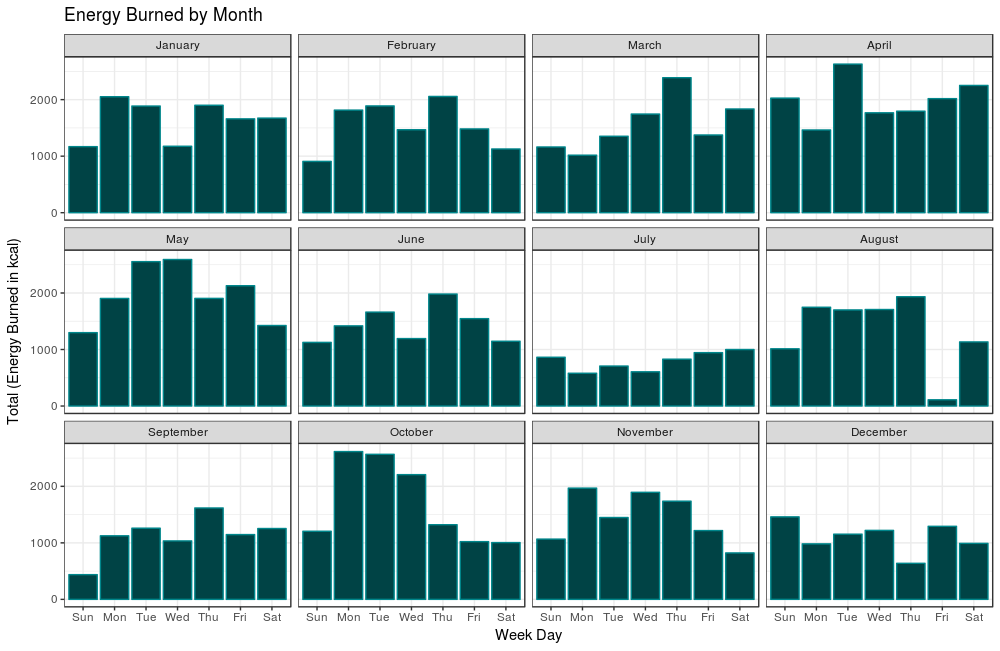 Energy Burned by Month
January February March April
2000
1000
0
May June July August
2000
1000
0
Total (Energy Burned in kcal)
September October November December
2000
1000
0
Sun Mon Tue Wed Thu Fri Sat Sun Mon Tue Wed Thu Fri Sat Sun Mon Tue Wed Thu Fri Sat Sun Mon Tue Wed Thu Fri Sat
Week Day